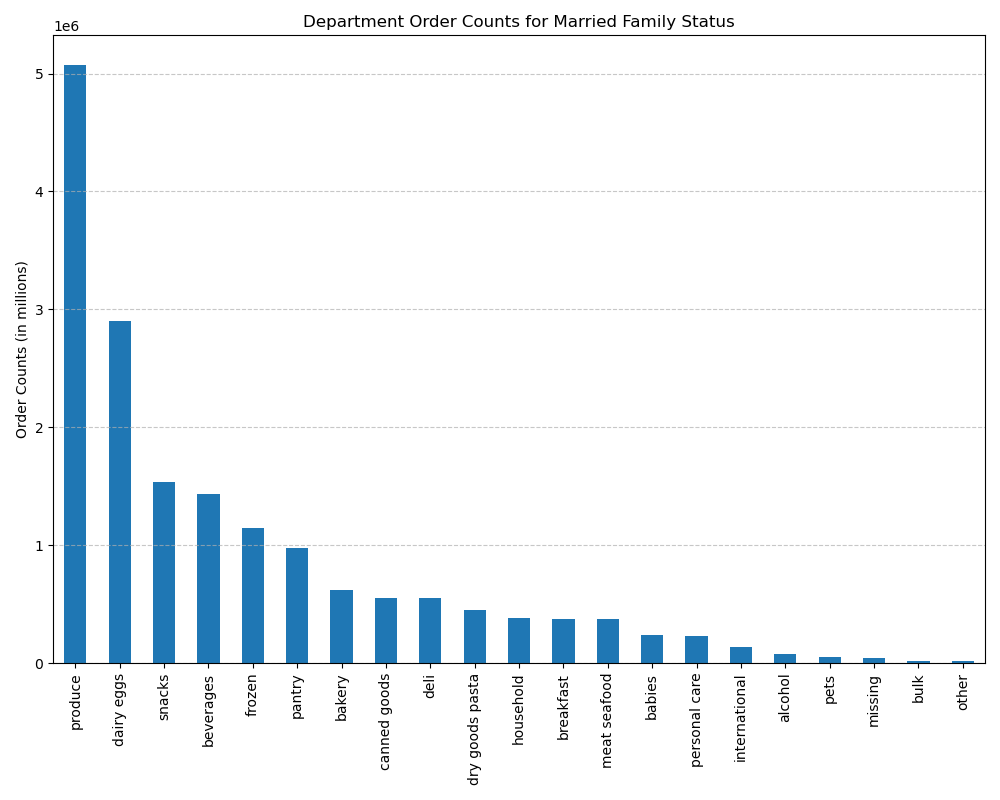 Department Order Counts for Married Family Status
1e6
5
4
3
2
1
0
Order Counts (in millions)
produce
dairy eggs
snacks
beverages
frozen
pantry
bakery
canned goods
deli
dry goods pasta
household
breakfast
meat seafood
babies
personal care
international
alcohol
pets
missing
bulk
other